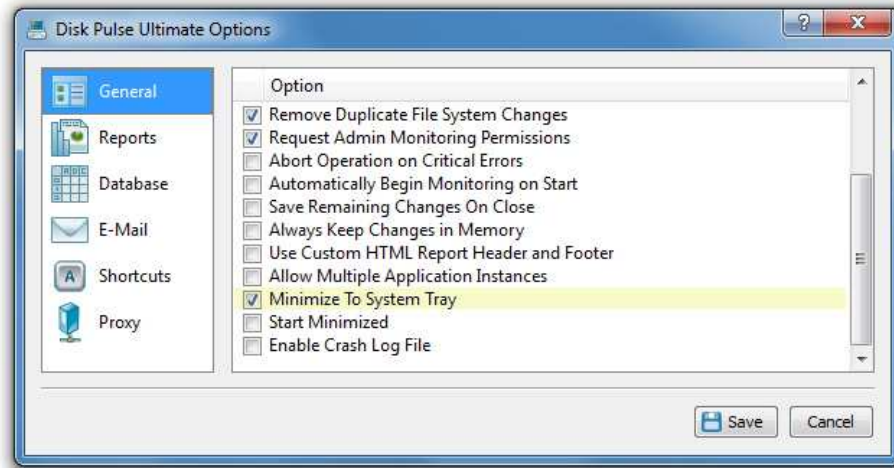 Disk Pulse Ultimate Options
General
Reports
Database
E-Mail
Shortcuts
Proxy
Option
Remove Duplicate File System Changes
Request Admin Monitoring Permissions
Abort Operation on Critical Errors
Automatically Begin Monitoring on Start
Save Remaining Changes On Close
Always Keep Changes in Memory
Use Custom HTML Report Header and Footer
Allow Multiple Application Instances
Minimize To System Tray
Start Minimized
Enable Crash Log File
Save
Cancel